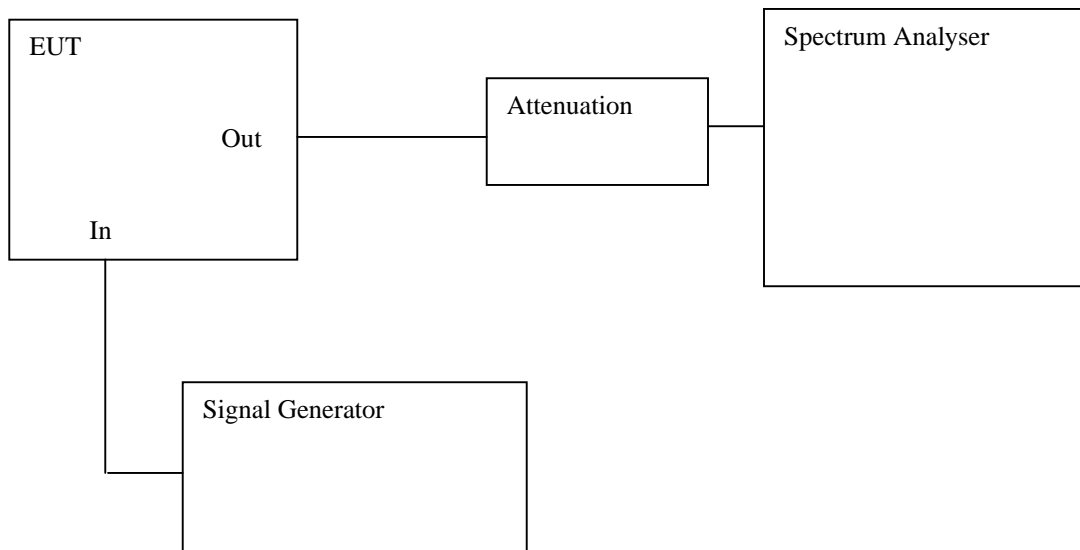 EUT
Spectrum Analyser
Attenuation
Out
In
Signal Generator